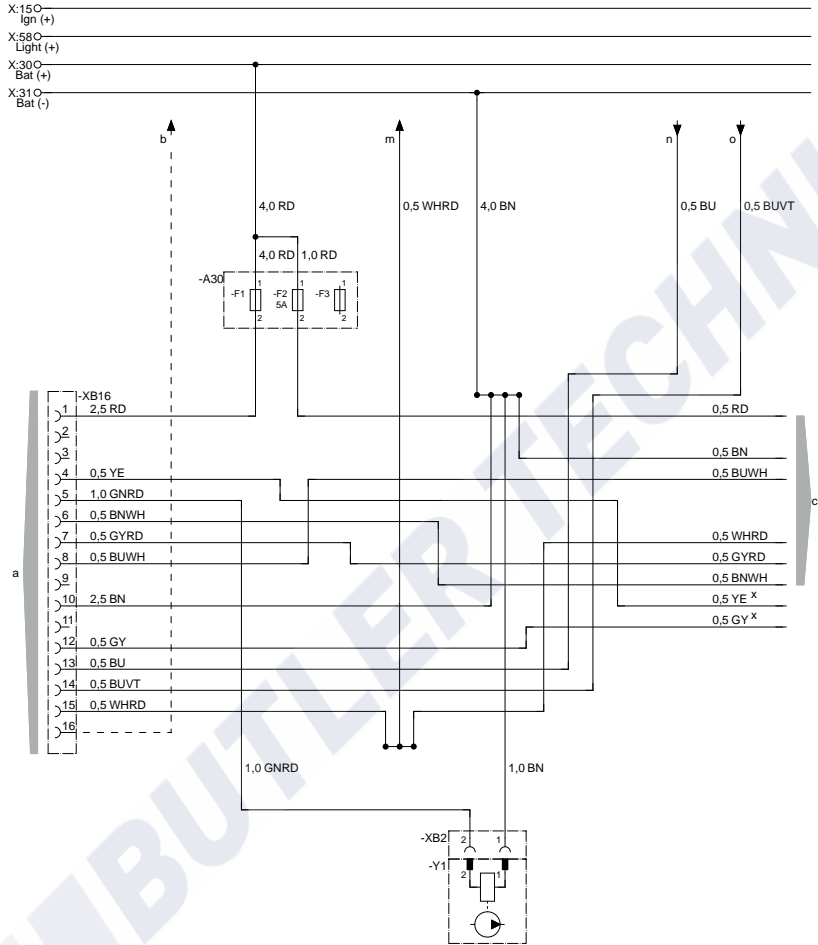 X:15
Ign (+)
X:58
Light (+)
X:30
Bat (+)
X:31
Bat (-)
b
m
n
o
4,0 RD
0,5 WHRD
4,0 BN
0,5 BU
0,5 BUVT
4,0 RD
1,0 RD
-A30
1
1
1
-F1
-F2
5A
-F3
2
2
2
-XB16
1
2,5 RD
0,5 RD
2
3
0,5 BN
4
0,5 YE
0,5 BUWH
5
1,0 GNRD
c
6
0,5 BNWH
7
0,5 GYRD
0,5 WHRD
8
0,5 BUWH
0,5 GYRD
a
9
0,5 BNWH
10
2,5 BN
0,5 YE x
11
0,5 GY x
12
0,5 GY
13
0,5 BU
14
0,5 BUVT
15
0,5 WHRD
16
1,0 GNRD
1,0 BN
-XB2
2
1
-Y1
2
1
BUTLER TECHNI